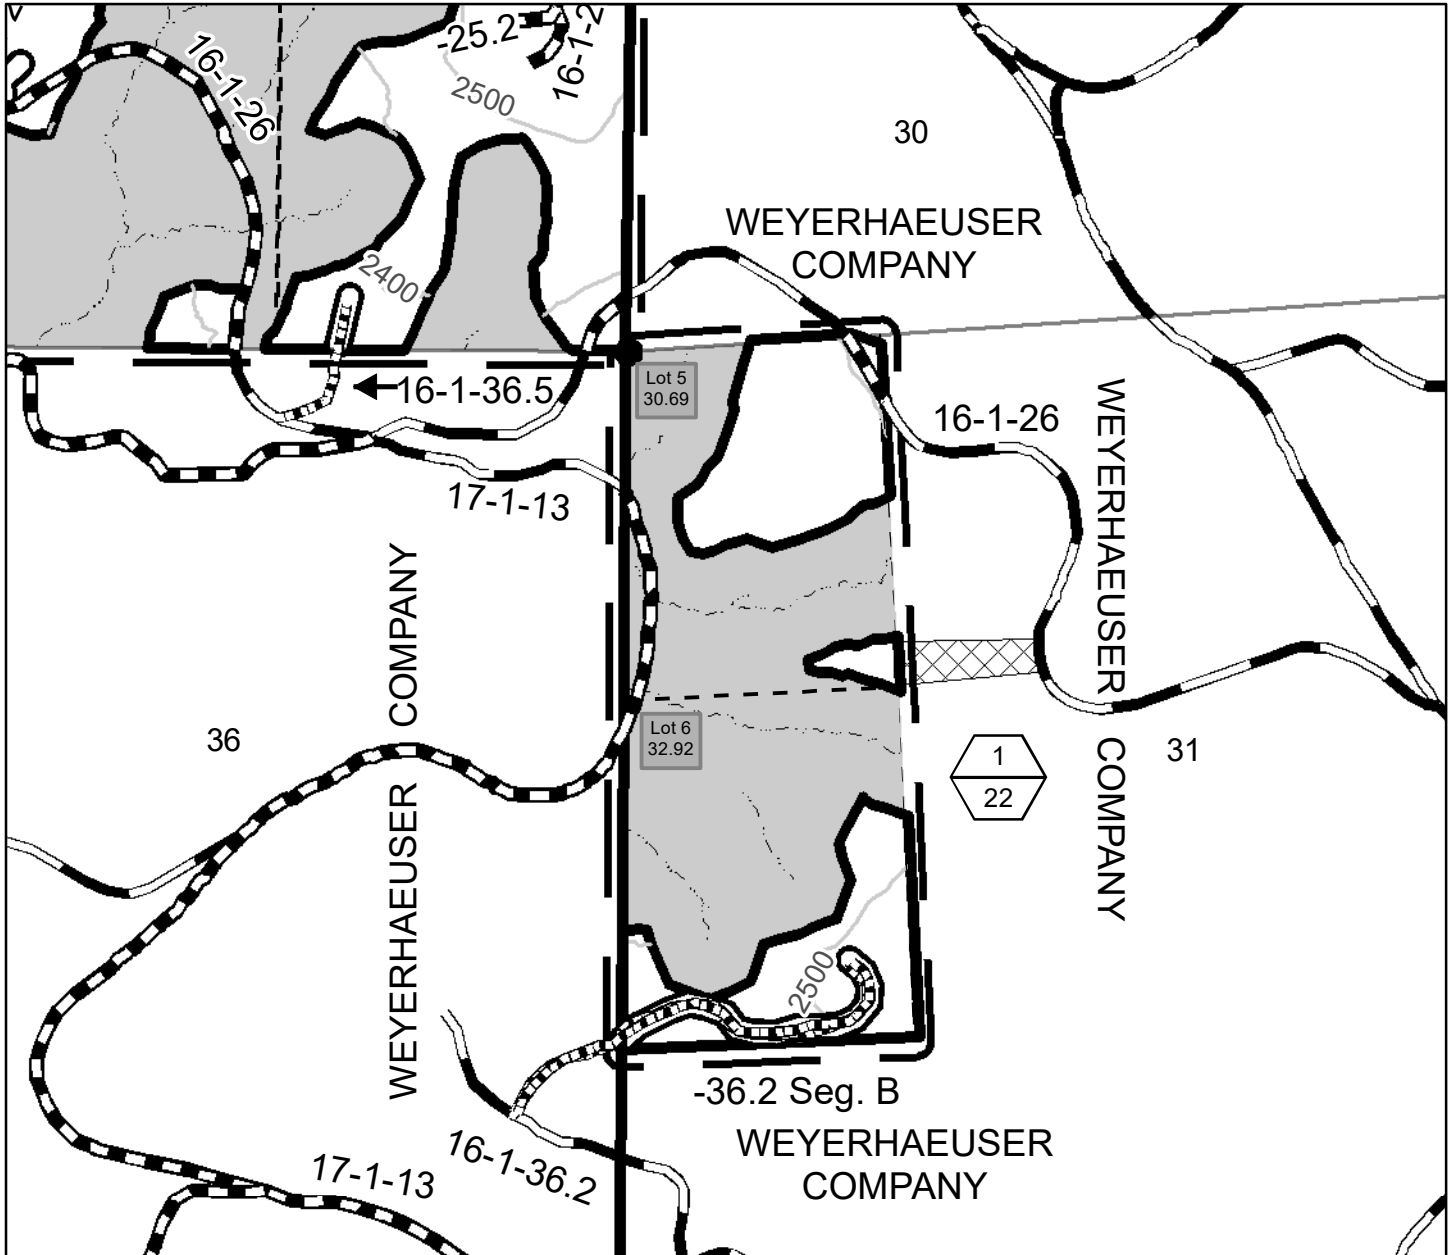 -25.2
16-1-2
16-1-26
2500
30
WEYERHAEUSER
COMPANY
2400
16-1-36.5
Lot 5
30.69
16-1-26
17-1-13
WEYERHAEUSER COMPANY
WEYERHAEUSER COMPANY
36
Lot 6
32.92
1
22
31
2500
-36.2 Seg. B
WEYERHAEUSER
COMPANY
16-1-36.2
17-1-13